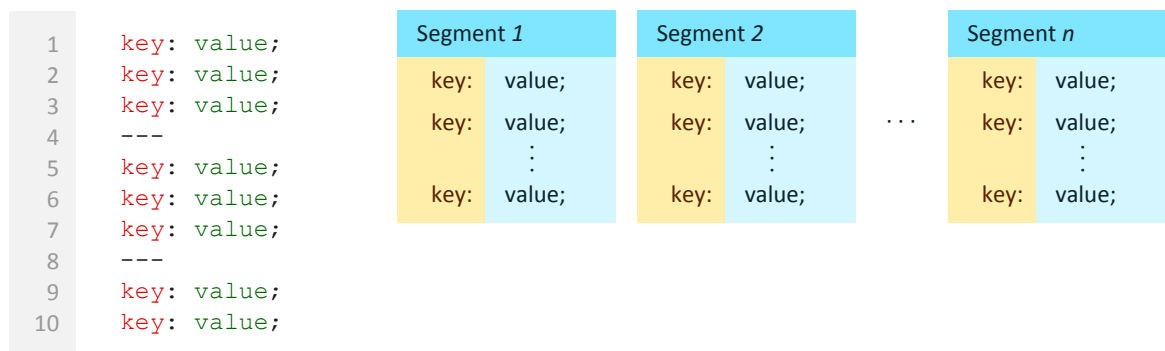 1 key: value;
2 key: value;
3 key: value;
4 ---
5 key: value;
6 key: value;
7 key: value;
8 ---
9 key: value;
10 key: value;
Segment 1
key: value;
key: value;
⋮
key: value;
Segment 2
key: value;
key: value;
⋮
key: value;
...
Segment n
key: value;
key: value;
⋮
key: value;